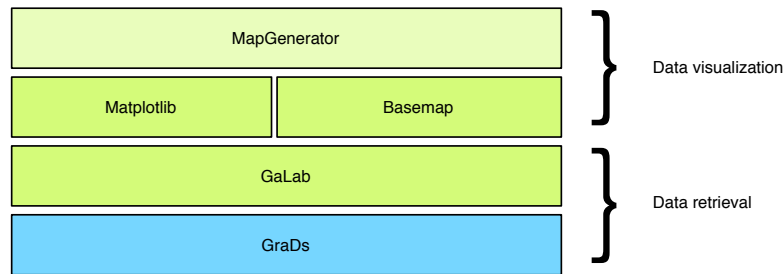 MapGenerator
Data visualization
Matplotlib
Basemap
GaLab
Data retrieval
GraDs